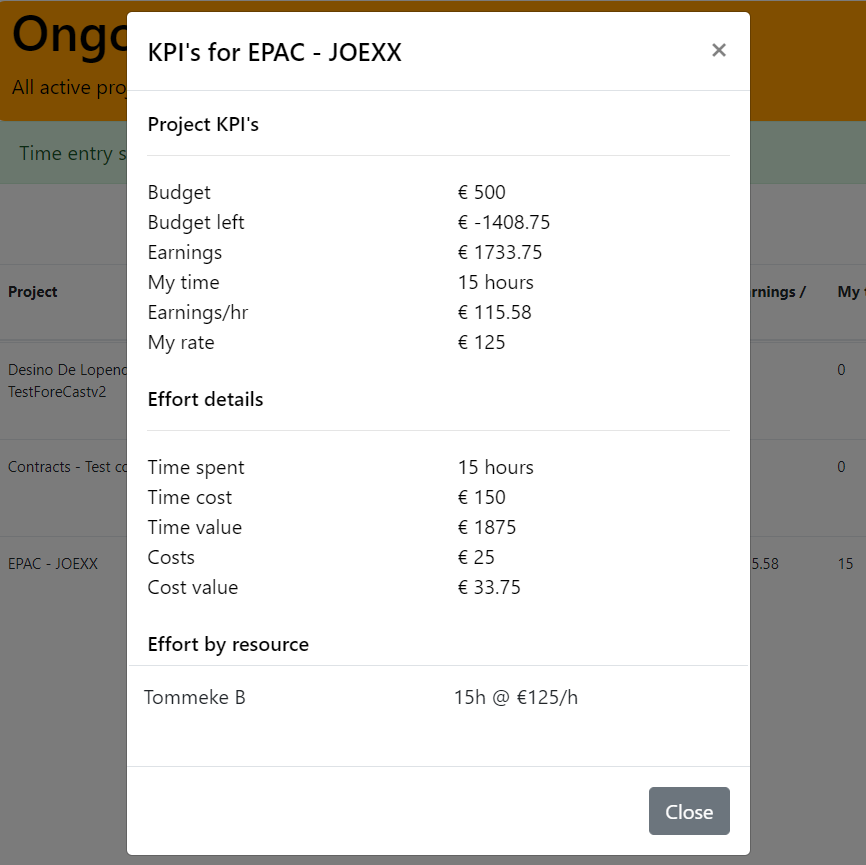 Ongo
All active proj
Time entry s
KPI's for EPAC - JOEXX
×
Project KPI's
Budget € 500
Budget left € -1408.75
Earnings € 1733.75
My time 15 hours
Earnings/hr € 115.58
My rate € 125
Effort details
Time spent 15 hours
Time cost € 150
Time value € 1875
Costs € 25
Cost value € 33.75
Effort by resource
Tommeke B 15h @ €125/h
Close
Project rnings / My
Desino De Lopend 0
TestForeCastv2
Contracts - Test co 0
EPAC - JOEXX 5.58 15